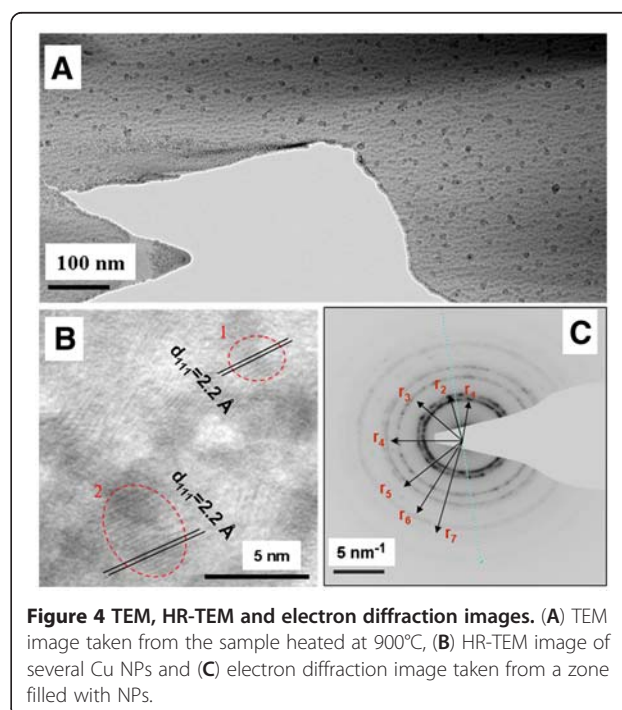 A
100 nm
B
1
d111=2.2 Å
2
d111=2.2 Å
5 nm
C
r1
r2
r3
r4
r5
r6
r7
5 nm-1
Figure 4 TEM, HR-TEM and electron diffraction images. (A) TEM
image taken from the sample heated at 900°C, (B) HR-TEM image of
several Cu NPs and (C) electron diffraction image taken from a zone
filled with NPs.